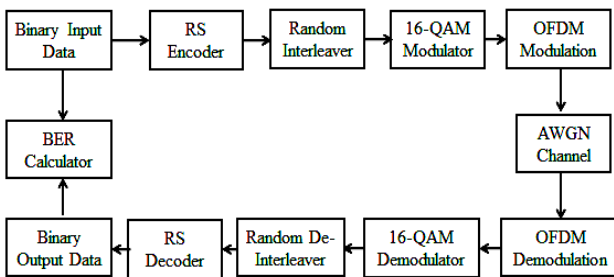 Binary Input
Data
RS
Encoder
Random
Interleaver
16-QAM
Modulator
OFDM
Modulation
BER
Calculator
AWGN
Channel
Binary
Output Data
RS
Decoder
Random De-
Interleaver
16-QAM
Demodulator
OFDM
Demodulation